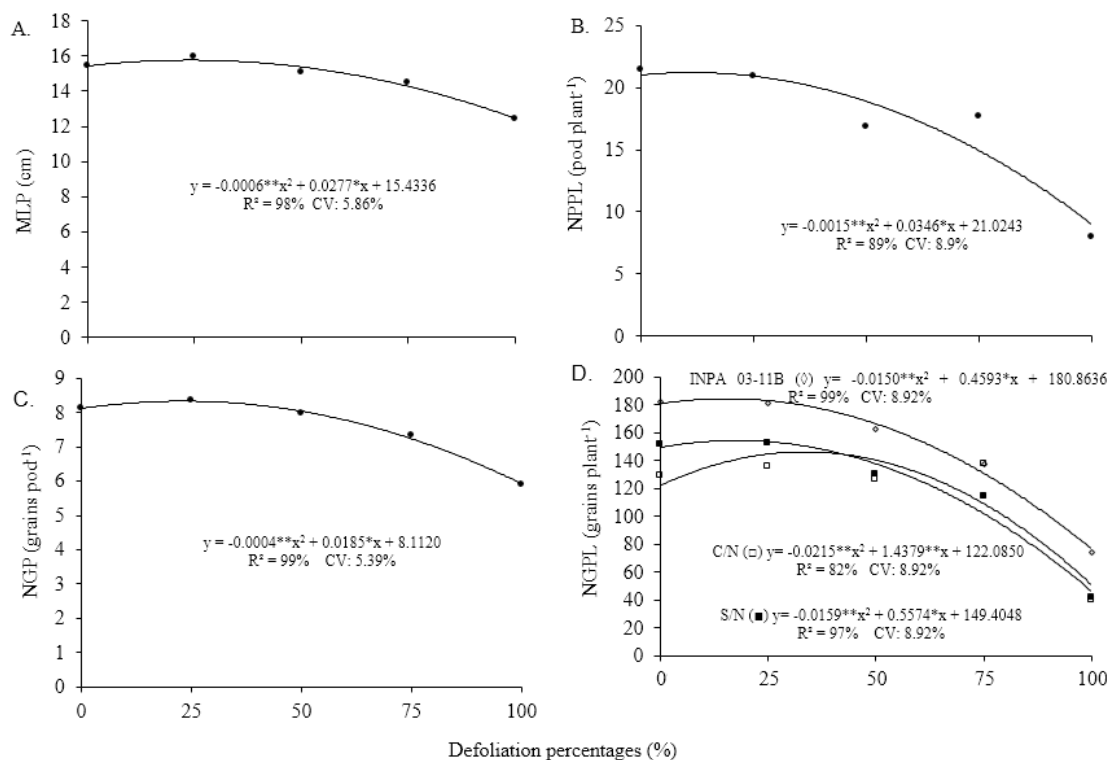 A.
18
16
14
12
10
8
6
4
2
0
MLP (cm)
y = -0.0006**x² + 0.0277*x + 15.4336
R² = 98% CV: 5.86%
B.
25
20
15
10
5
0
NPPL (pod plant⁻¹)
y= -0.0015**x² + 0.0346*x + 21.0243
R² = 89% CV: 8.9%
C.
9
8
7
6
5
4
3
2
1
0
NGP (grains pod⁻¹)
y = -0.0004**x² + 0.0185*x + 8.1120
R² = 99% CV: 5.39%
0 25 50 75 100
D.
200
180
160
140
120
100
80
60
40
20
0
NGPL (grains plant⁻¹)
INPA 03-11B (◊) y= -0.0150**x² + 0.4593*x + 180.8636
R² = 99% CV: 8.92%
C/N (□) y= -0.0215**x² + 1.4379**x + 122.0850
R² = 82% CV: 8.92%
S/N (■) y= -0.0159**x² + 0.5574*x + 149.4048
R² = 97% CV: 8.92%
0 25 50 75 100
Defoliation percentages (%)